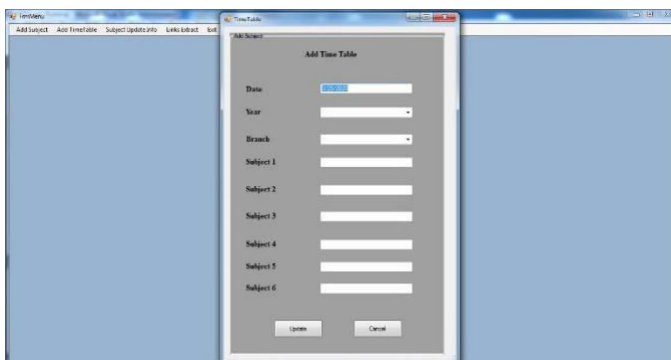 FrmMenu
Add Subject Add TimeTable Subject Update Info Links Extract Exit
TimeTable
Add Subject
Add Time Table
Date
Year
Branch
Subject 1
Subject 2
Subject 3
Subject 4
Subject 5
Subject 6
Update Cancel